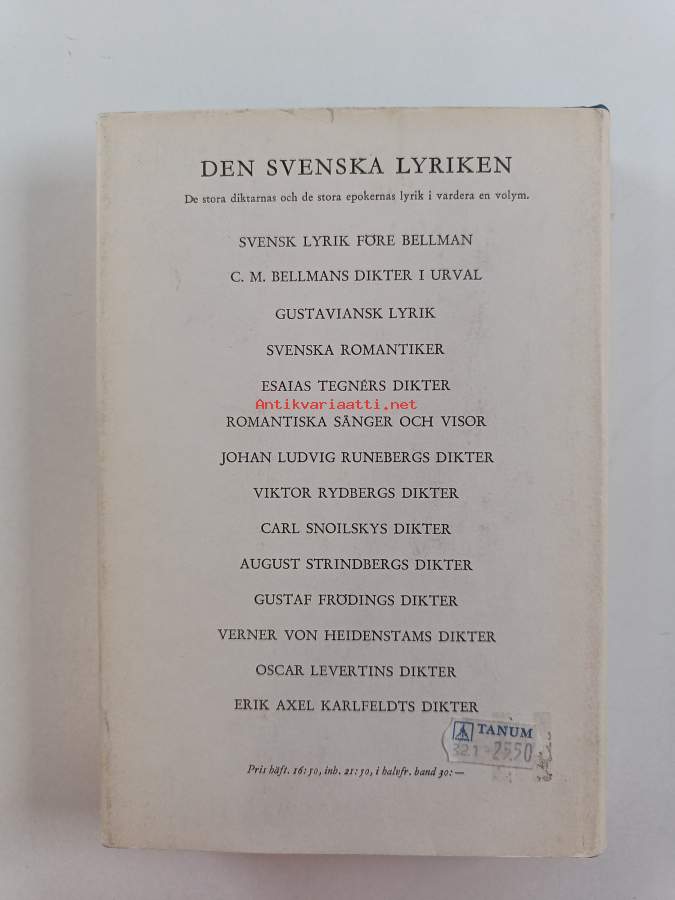 DEN SVENSKA LYRIKEN
De stora diktarnas och de stora epokernas lyrik i vardera en volym.
SVENSK LYRIK FÖRE BELLMAN
C. M. BELLMANS DIKTER I URVAL
GUSTAVIANSK LYRIK
SVENSKA ROMANTIKER
ESAIAS TEGNÉRS DIKTER
Antikvariaatti.net
ROMANTISKA SÅNGER OCH VISOR
JOHAN LUDVIG RUNEBERGS DIKTER
VIKTOR RYDBERGS DIKTER
CARL SNOILSKYS DIKTER
AUGUST STRINDBERGS DIKTER
GUSTAF FRÖDINGS DIKTER
VERNER VON HEIDENSTAMS DIKTER
OSCAR LEVERTINS DIKTER
ERIK AXEL KARLFELDTS DIKTER
TANUM
321 2550
Pris häft. 16:50, inb. 21:50, i halvfr. band 30:—